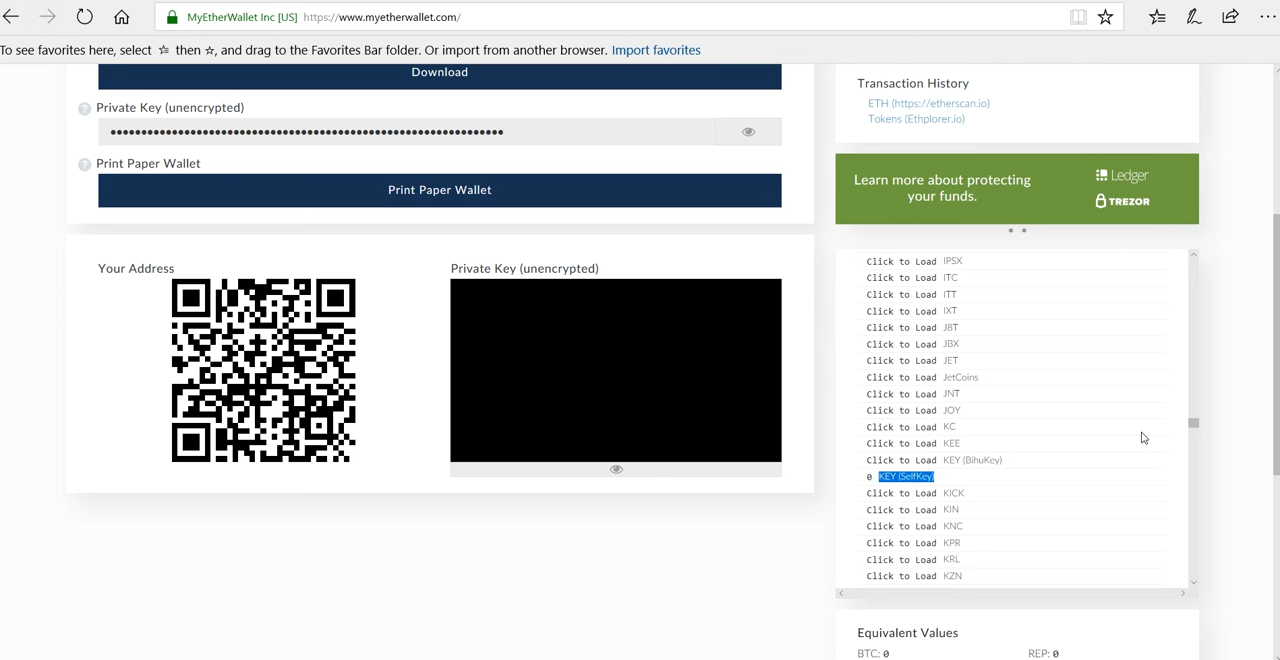 MyEtherWallet Inc [US] https://www.myetherwallet.com/
To see favorites here, select then ☆, and drag to the Favorites Bar folder. Or import from another browser. Import favorites
Download
? Private Key (unencrypted)
••••••••••••••••••••••••••••••••••••••••••••••••••••••••••••••••
? Print Paper Wallet
Print Paper Wallet
Your Address
Private Key (unencrypted)
Transaction History
ETH (https://etherscan.io)
Tokens (Ethplorer.io)
Learn more about protecting
your funds.
Ledger
TREZOR
Click to Load IPSX
Click to Load ITC
Click to Load ITT
Click to Load IXT
Click to Load J8T
Click to Load JBX
Click to Load JET
Click to Load JetCoins
Click to Load JNT
Click to Load JOY
Click to Load KC
Click to Load KEE
Click to Load KEY (BihuKey)
0 KEY (SelfKey)
Click to Load KICK
Click to Load KIN
Click to Load KNC
Click to Load KPR
Click to Load KRL
Click to Load KZN
Equivalent Values
BTC: 0 REP: 0